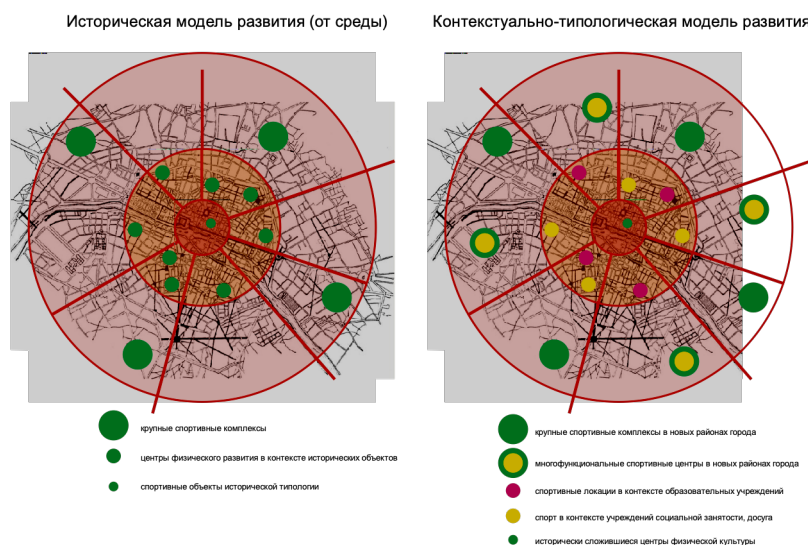 Историческая модель развития (от среды)
Контекстуально-типологическая модель развития
крупные спортивные комплексы
центры физического развития в контексте исторических объектов
спортивные объекты исторической типологии
крупные спортивные комплексы в новых районах города
многофункциональные спортивные центры в новых районах города
спортивные локации в контексте образовательных учреждений
спорт в контексте учреждений социальной занятости, досуга
исторически сложившиеся центры физической культуры